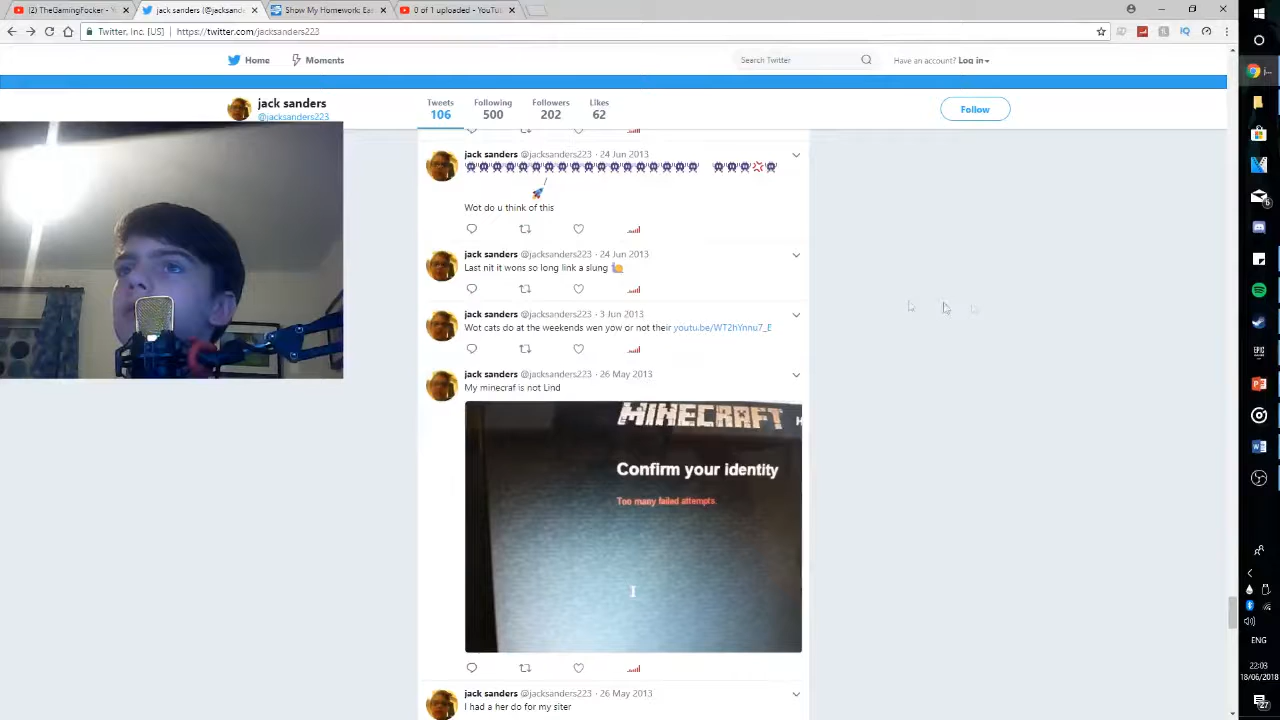 (2) TheGamingFocker - Y
jack sanders (@jacksand
Show My Homework: Ea
0 of 1 uploaded - YouTu
Twitter, Inc. [US] https://twitter.com/jacksanders223
Home
Moments
Search Twitter
Have an account? Log in
jack sanders
@jacksanders223
Tweets
106
Following
500
Followers
202
Likes
62
Follow
jack sanders @jacksanders223 · 24 Jun 2013
Wot do u think of this
jack sanders @jacksanders223 · 24 Jun 2013
Last nit it wons so long link a slung 🐌
jack sanders @jacksanders223 · 3 Jun 2013
Wot cats do at the weekends wen yow or not their youtu.be/WT2hYnnu7_E
jack sanders @jacksanders223 · 26 May 2013
My minecraf is not Lind
MINECRAFT
Confirm your identity
Too many failed attempts.
jack sanders @jacksanders223 · 26 May 2013
I had a her do for my siter
ENG
22:03
18/06/2018
27